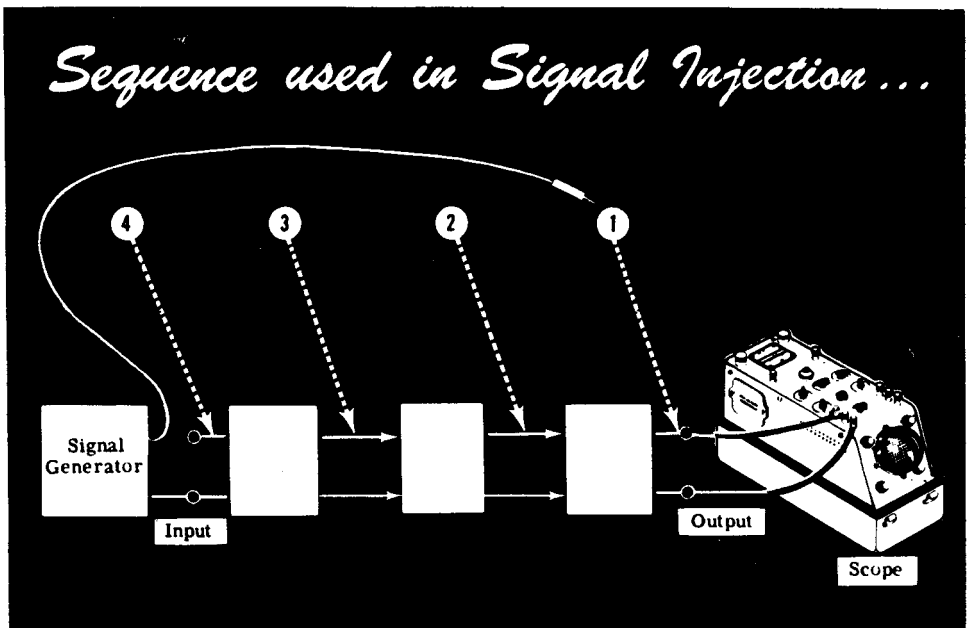 Sequence used in Signal Injection...
4 3 2 1
Signal
Generator
Input
Output
Scope